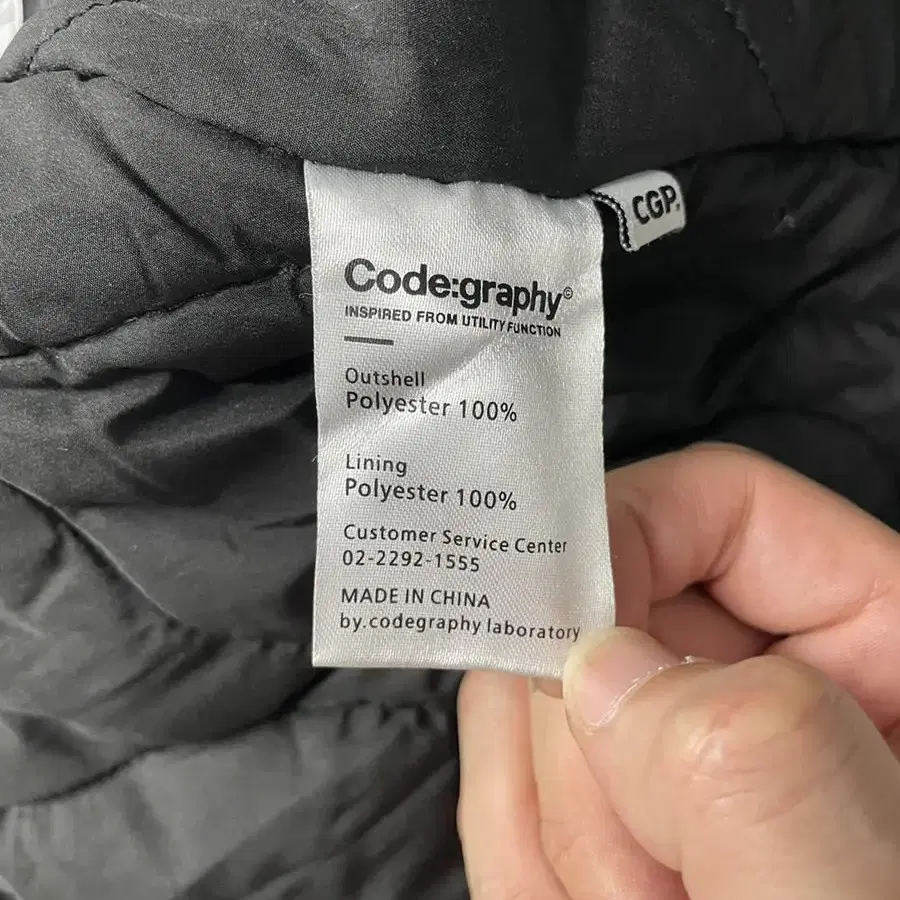 CGP.
Code:graphy©
INSPIRED FROM UTILITY FUNCTION
Outshell
Polyester 100%
Lining
Polyester 100%
Customer Service Center
02-2292-1555
MADE IN CHINA
by.codegraphy laboratory